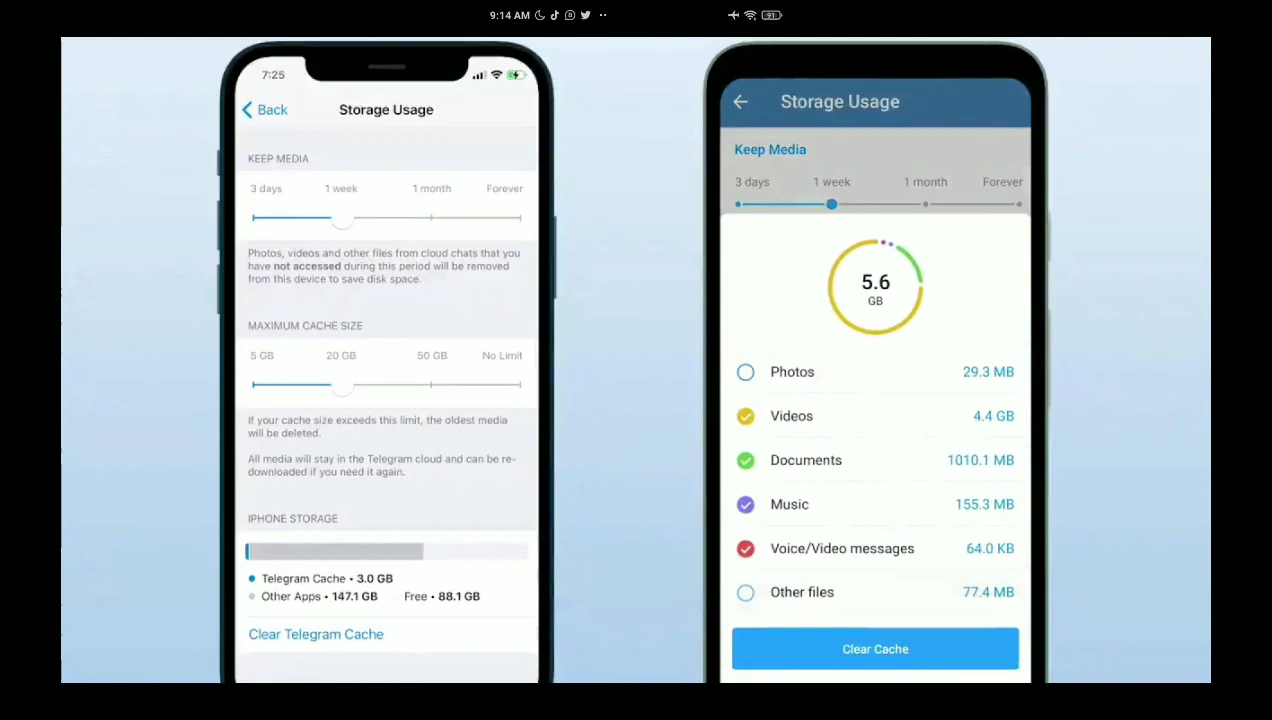 9:14 AM
91
7:25
Back
Storage Usage
KEEP MEDIA
3 days 1 week 1 month Forever
Photos, videos and other files from cloud chats that you
have not accessed during this period will be removed
from this device to save disk space.
MAXIMUM CACHE SIZE
5 GB 20 GB 50 GB No Limit
If your cache size exceeds this limit, the oldest media
will be deleted.
All media will stay in the Telegram cloud and can be re-
downloaded if you need it again.
IPHONE STORAGE
Telegram Cache • 3.0 GB
Other Apps • 147.1 GB Free • 88.1 GB
Clear Telegram Cache
Storage Usage
Keep Media
3 days 1 week 1 month Forever
5.6
GB
Photos 29.3 MB
Videos 4.4 GB
Documents 1010.1 MB
Music 155.3 MB
Voice/Video messages 64.0 KB
Other files 77.4 MB
Clear Cache